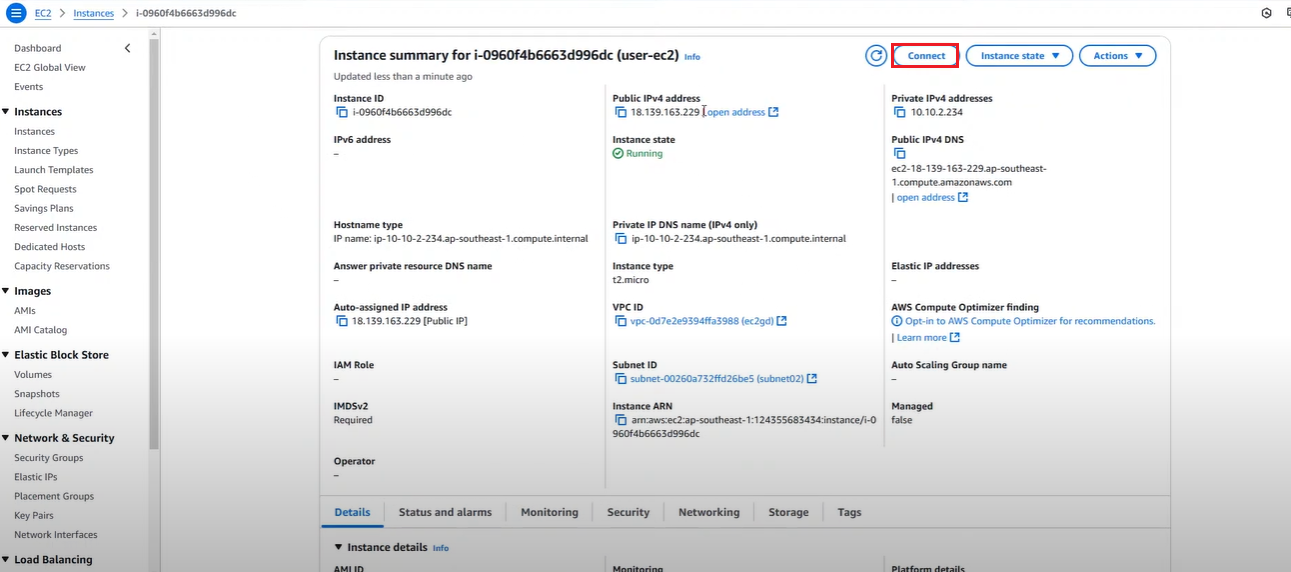 EC2 > Instances > i-0960f4b6663d996dc
Dashboard
EC2 Global View
Events
Instances
Instances
Instance Types
Launch Templates
Spot Requests
Savings Plans
Reserved Instances
Dedicated Hosts
Capacity Reservations
Images
AMIs
AMI Catalog
Elastic Block Store
Volumes
Snapshots
Lifecycle Manager
Network & Security
Security Groups
Elastic IPs
Placement Groups
Key Pairs
Network Interfaces
Load Balancing
Instance summary for i-0960f4b6663d996dc (user-ec2) Info
Connect
Instance state
Actions
Updated less than a minute ago
Instance ID
i-0960f4b6663d996dc
Public IPv4 address
18.139.163.229 | open address
Private IPv4 addresses
10.10.2.234
IPv6 address
–
Instance state
Running
Public IPv4 DNS
ec2-18-139-163-229.ap-southeast-
1.compute.amazonaws.com
| open address
Hostname type
IP name: ip-10-10-2-234.ap-southeast-1.compute.internal
Private IP DNS name (IPv4 only)
ip-10-10-2-234.ap-southeast-1.compute.internal
Answer private resource DNS name
–
Instance type
t2.micro
Elastic IP addresses
–
Auto-assigned IP address
18.139.163.229 [Public IP]
VPC ID
vpc-0d7e2e9394ffa3988 (ec2gd)
AWS Compute Optimizer finding
Opt-in to AWS Compute Optimizer for recommendations.
| Learn more
IAM Role
–
Subnet ID
subnet-00260a732ffd26be5 (subnet02)
Auto Scaling Group name
–
IMDSv2
Required
Instance ARN
arn:aws:ec2:ap-southeast-1:124355683434:instance/i-0
960f4b6663d996dc
Managed
false
Operator
–
Details
Status and alarms
Monitoring
Security
Networking
Storage
Tags
Instance details Info
AMI ID
Monitoring
Platform details